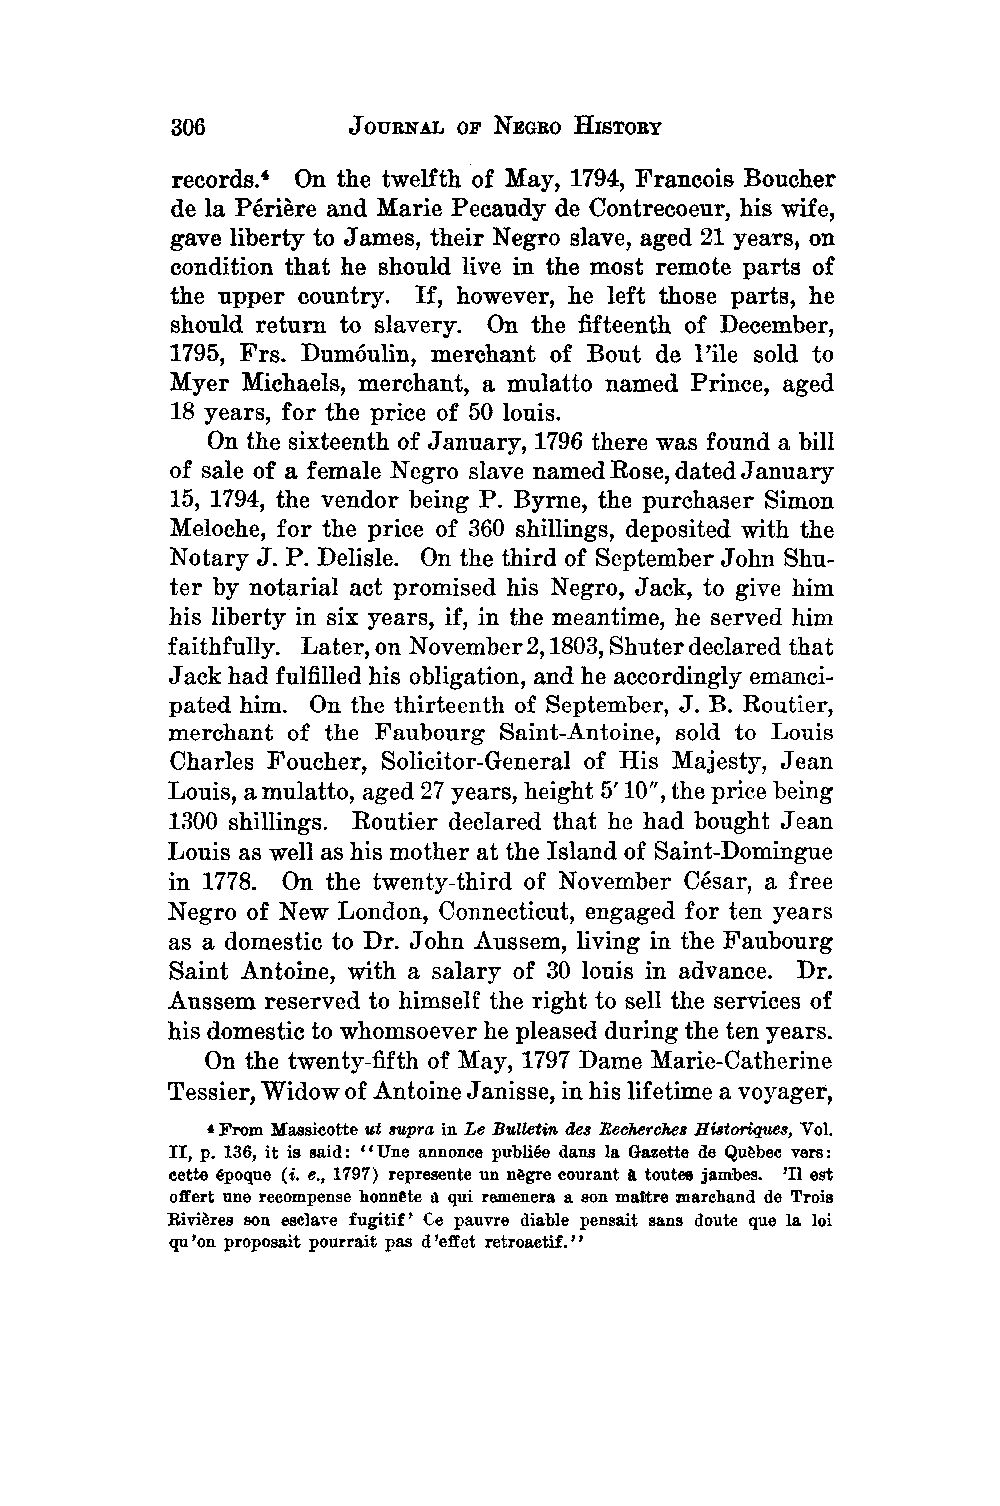 306 JOURNAL OF NEGRO HISTORY
records.⁴ On the twelfth of May, 1794, Francois Boucher
de la Périère and Marie Pecaudy de Contrecoeur, his wife,
gave liberty to James, their Negro slave, aged 21 years, on
condition that he should live in the most remote parts of
the upper country. If, however, he left those parts, he
should return to slavery. On the fifteenth of December,
1795, Frs. Dumóulin, merchant of Bout de l'ile sold to
Myer Michaels, merchant, a mulatto named Prince, aged
18 years, for the price of 50 louis.
On the sixteenth of January, 1796 there was found a bill
of sale of a female Negro slave named Rose, dated January
15, 1794, the vendor being P. Byrne, the purchaser Simon
Meloche, for the price of 360 shillings, deposited with the
Notary J. P. Delisle. On the third of September John Shu-
ter by notarial act promised his Negro, Jack, to give him
his liberty in six years, if, in the meantime, he served him
faithfully. Later, on November 2, 1803, Shuter declared that
Jack had fulfilled his obligation, and he accordingly emanci-
pated him. On the thirteenth of September, J. B. Routier,
merchant of the Faubourg Saint-Antoine, sold to Louis
Charles Foucher, Solicitor-General of His Majesty, Jean
Louis, a mulatto, aged 27 years, height 5' 10", the price being
1300 shillings. Routier declared that he had bought Jean
Louis as well as his mother at the Island of Saint-Domingue
in 1778. On the twenty-third of November César, a free
Negro of New London, Connecticut, engaged for ten years
as a domestic to Dr. John Aussem, living in the Faubourg
Saint Antoine, with a salary of 30 louis in advance. Dr.
Aussem reserved to himself the right to sell the services of
his domestic to whomsoever he pleased during the ten years.
On the twenty-fifth of May, 1797 Dame Marie-Catherine
Tessier, Widow of Antoine Janisse, in his lifetime a voyager,
⁴ From Massicotte ut supra in Le Bulletin des Recherches Historiques, Vol.
II, p. 136, it is said: "Une annonce publiée dans la Gazette de Quèbec vers:
cette époque (i. e., 1797) represente un nègre courant à toutes jambes. 'Il est
offert une recompense honnête à qui ramenera a son maître marchand de Trois
Rivières son esclave fugitif' Ce pauvre diable pensait sans doute que la loi
qu'on proposait pourrait pas d'effet retroactif."